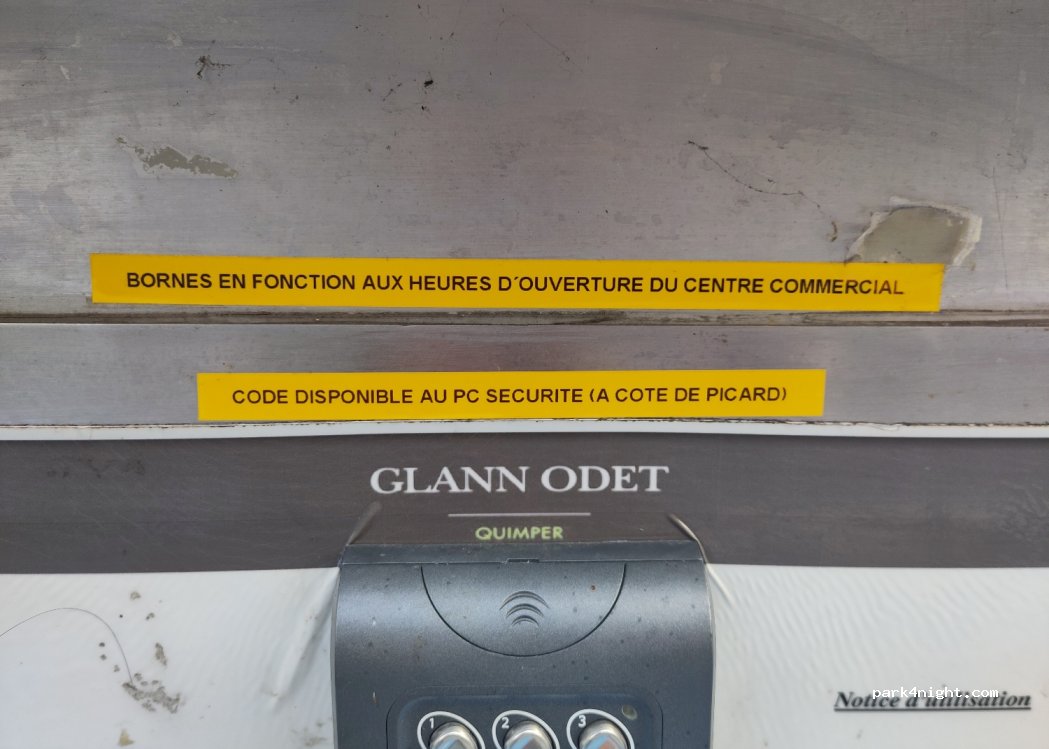 BORNES EN FONCTION AUX HEURES D´OUVERTURE DU CENTRE COMMERCIAL
CODE DISPONIBLE AU PC SECURITE (A COTE DE PICARD)
GLANN ODET
QUIMPER
Notice d'utilisation
park4night.com
1 2 3